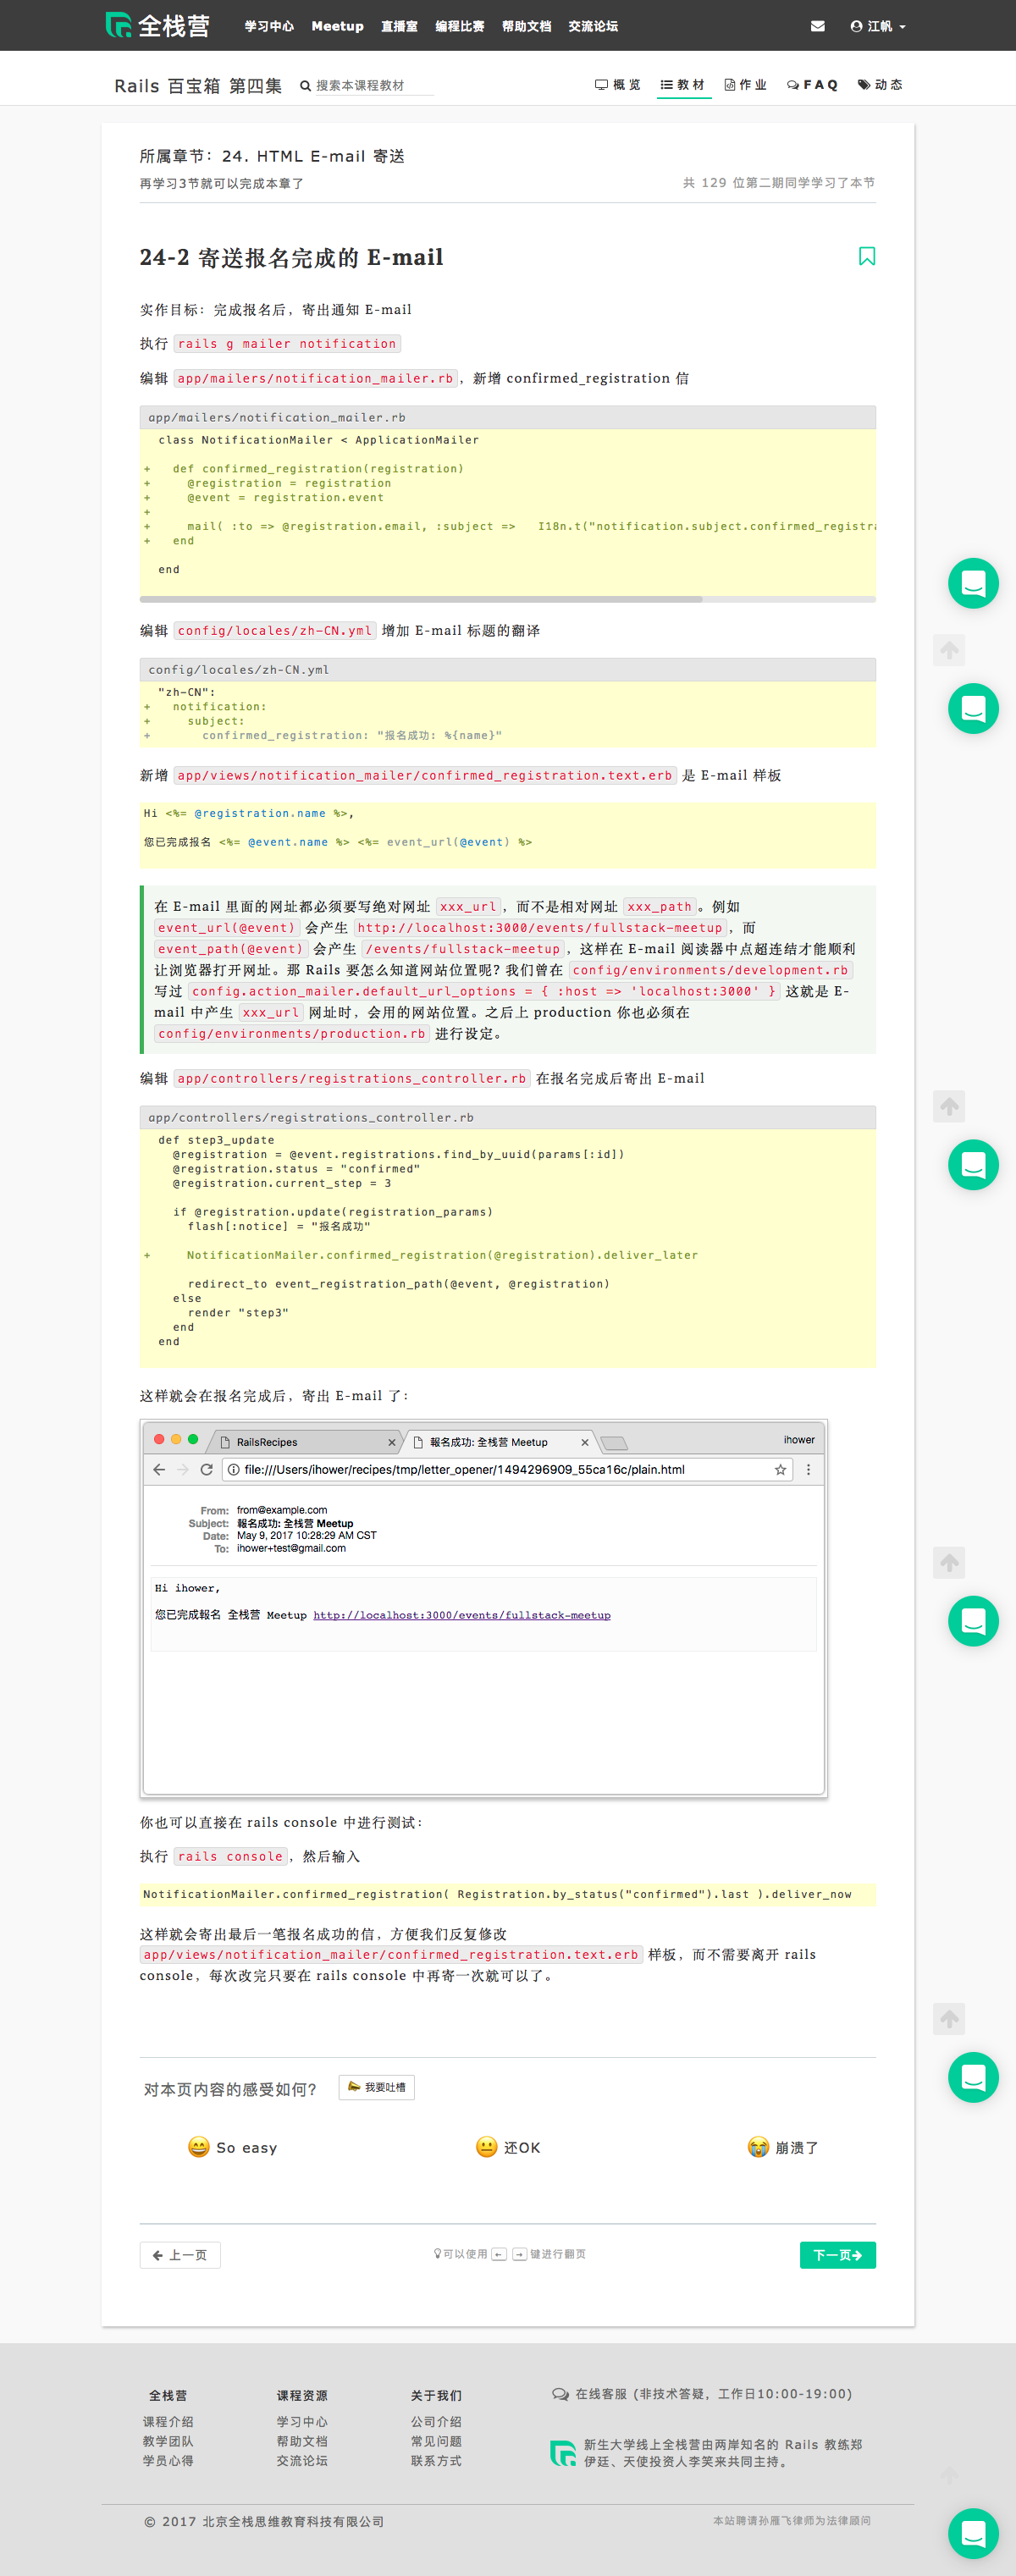 全栈营 学习中心 Meetup 直播室 编程比赛 帮助文档 交流论坛 江帆
Rails 百宝箱 第四集 搜索本课程教材 概览 教材 作业 FAQ 动态
所属章节：24. HTML E-mail 寄送
再学习3节就可以完成本章了 共 129 位第二期同学学习了本节
24-2 寄送报名完成的 E-mail
实作目标：完成报名后，寄出通知 E-mail
执行 rails g mailer notification
编辑 app/mailers/notification_mailer.rb，新增 confirmed_registration 信
app/mailers/notification_mailer.rb
  class NotificationMailer < ApplicationMailer
+   def confirmed_registration(registration)
+     @registration = registration
+     @event = registration.event
+
+     mail( :to => @registration.email, :subject =>   I18n.t("notification.subject.confirmed_registra
+   end
  end
编辑 config/locales/zh-CN.yml 增加 E-mail 标题的翻译
config/locales/zh-CN.yml
  "zh-CN":
+   notification:
+     subject:
+       confirmed_registration: "报名成功: %{name}"
新增 app/views/notification_mailer/confirmed_registration.text.erb 是 E-mail 样板
Hi <%= @registration.name %>,
您已完成报名 <%= @event.name %> <%= event_url(@event) %>
在 E-mail 里面的网址都必须要写绝对网址 xxx_url，而不是相对网址 xxx_path。例如
event_url(@event) 会产生 http://localhost:3000/events/fullstack-meetup，而
event_path(@event) 会产生 /events/fullstack-meetup，这样在 E-mail 阅读器中点超连结才能顺利
让浏览器打开网址。那 Rails 要怎么知道网站位置呢? 我们曾在 config/environments/development.rb
写过 config.action_mailer.default_url_options = { :host => 'localhost:3000' } 这就是 E-
mail 中产生 xxx_url 网址时，会用的网站位置。之后上 production 你也必须在
config/environments/production.rb 进行设定。
编辑 app/controllers/registrations_controller.rb 在报名完成后寄出 E-mail
app/controllers/registrations_controller.rb
  def step3_update
    @registration = @event.registrations.find_by_uuid(params[:id])
    @registration.status = "confirmed"
    @registration.current_step = 3
    if @registration.update(registration_params)
      flash[:notice] = "报名成功"
+     NotificationMailer.confirmed_registration(@registration).deliver_later
      redirect_to event_registration_path(@event, @registration)
    else
      render "step3"
    end
  end
这样就会在报名完成后，寄出 E-mail 了：
RailsRecipes 報名成功: 全栈营 Meetup ihower
file:///Users/ihower/recipes/tmp/letter_opener/1494296909_55ca16c/plain.html
From: from@example.com
Subject: 報名成功: 全栈营 Meetup
Date: May 9, 2017 10:28:29 AM CST
To: ihower+test@gmail.com
Hi ihower,
您已完成報名 全栈营 Meetup http://localhost:3000/events/fullstack-meetup
你也可以直接在 rails console 中进行测试：
执行 rails console，然后输入
NotificationMailer.confirmed_registration( Registration.by_status("confirmed").last ).deliver_now
这样就会寄出最后一笔报名成功的信，方便我们反复修改
app/views/notification_mailer/confirmed_registration.text.erb 样板，而不需要离开 rails
console，每次改完只要在 rails console 中再寄一次就可以了。
对本页内容的感受如何? 我要吐槽
So easy 还OK 崩溃了
上一页 可以使用 ← → 键进行翻页 下一页
全栈营 课程资源 关于我们 在线客服 (非技术答疑，工作日10:00-19:00)
课程介绍 学习中心 公司介绍
教学团队 帮助文档 常见问题 新生大学线上全栈营由两岸知名的 Rails 教练郑
学员心得 交流论坛 联系方式 伊廷、天使投资人李笑来共同主持。
© 2017 北京全栈思维教育科技有限公司 本站聘请孙雁飞律师为法律顾问